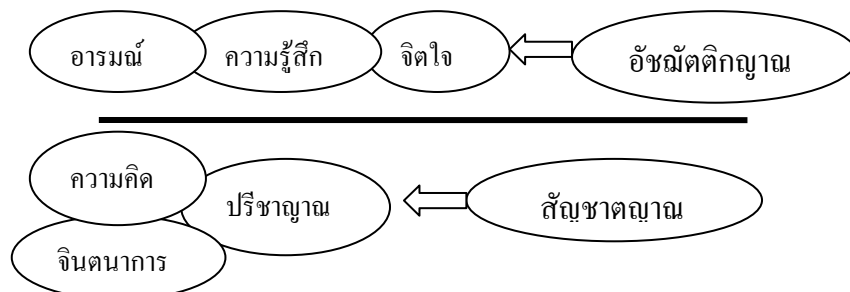 อารมณ์ ความรู้สึก จิตใจ อัชฌัตติกญาณ
ความคิด
ปรีชาญาณ สัญชาตญาณ
จินตนาการ